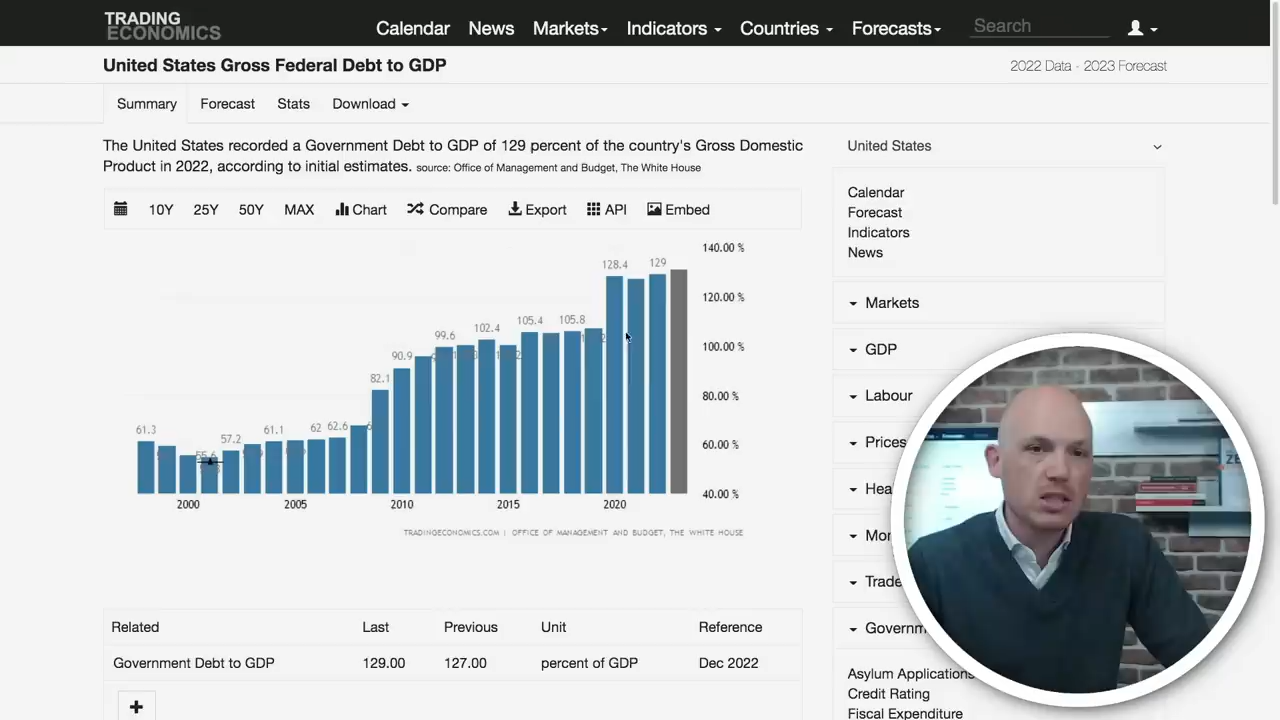 TRADING
ECONOMICS
Calendar News Markets Indicators Countries Forecasts Search
United States Gross Federal Debt to GDP
2022 Data - 2023 Forecast
Summary Forecast Stats Download
The United States recorded a Government Debt to GDP of 129 percent of the country's Gross Domestic
Product in 2022, according to initial estimates. source: Office of Management and Budget, The White House
10Y 25Y 50Y MAX Chart Compare Export API Embed
140.00 %
120.00 %
100.00 %
80.00 %
60.00 %
40.00 %
61.3
55.6
57.2
61.1
62
62.6
82.1
90.9
99.6
102.4
105.4
105.8
128.4
129
2000 2005 2010 2015 2020
TRADINGECONOMICS.COM | OFFICE OF MANAGEMENT AND BUDGET, THE WHITE HOUSE
Related Last Previous Unit Reference
Government Debt to GDP 129.00 127.00 percent of GDP Dec 2022
+
United States
Calendar
Forecast
Indicators
News
Markets
GDP
Labour
Prices
Asylum Applications
Credit Rating
Fiscal Expenditure